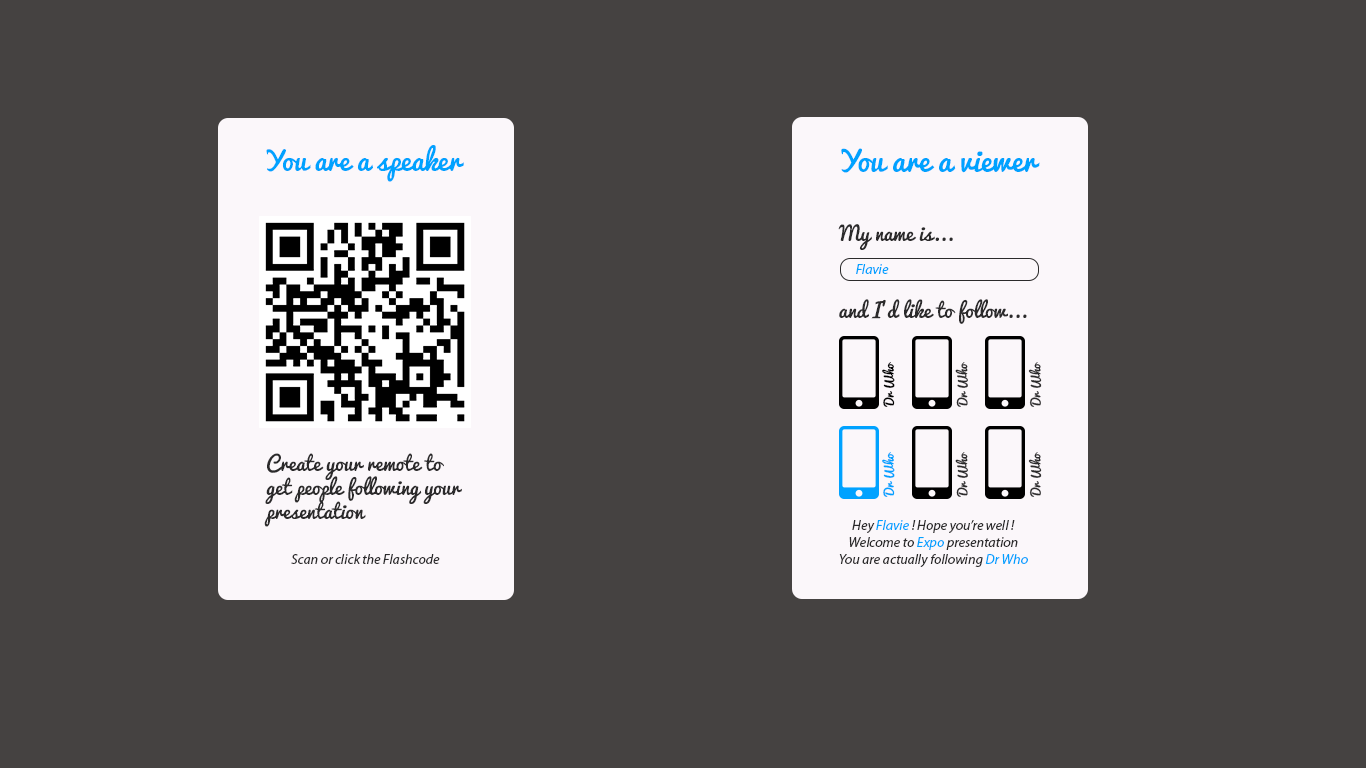 You are a speaker
Create your remote to
get people following your
presentation
Scan or click the Flashcode
You are a viewer
My name is...
Flavie
and I'd like to follow...
Dr Who
Dr Who
Dr Who
Dr Who
Dr Who
Dr Who
Hey Flavie ! Hope you're well !
Welcome to Expo presentation
You are actually following Dr Who